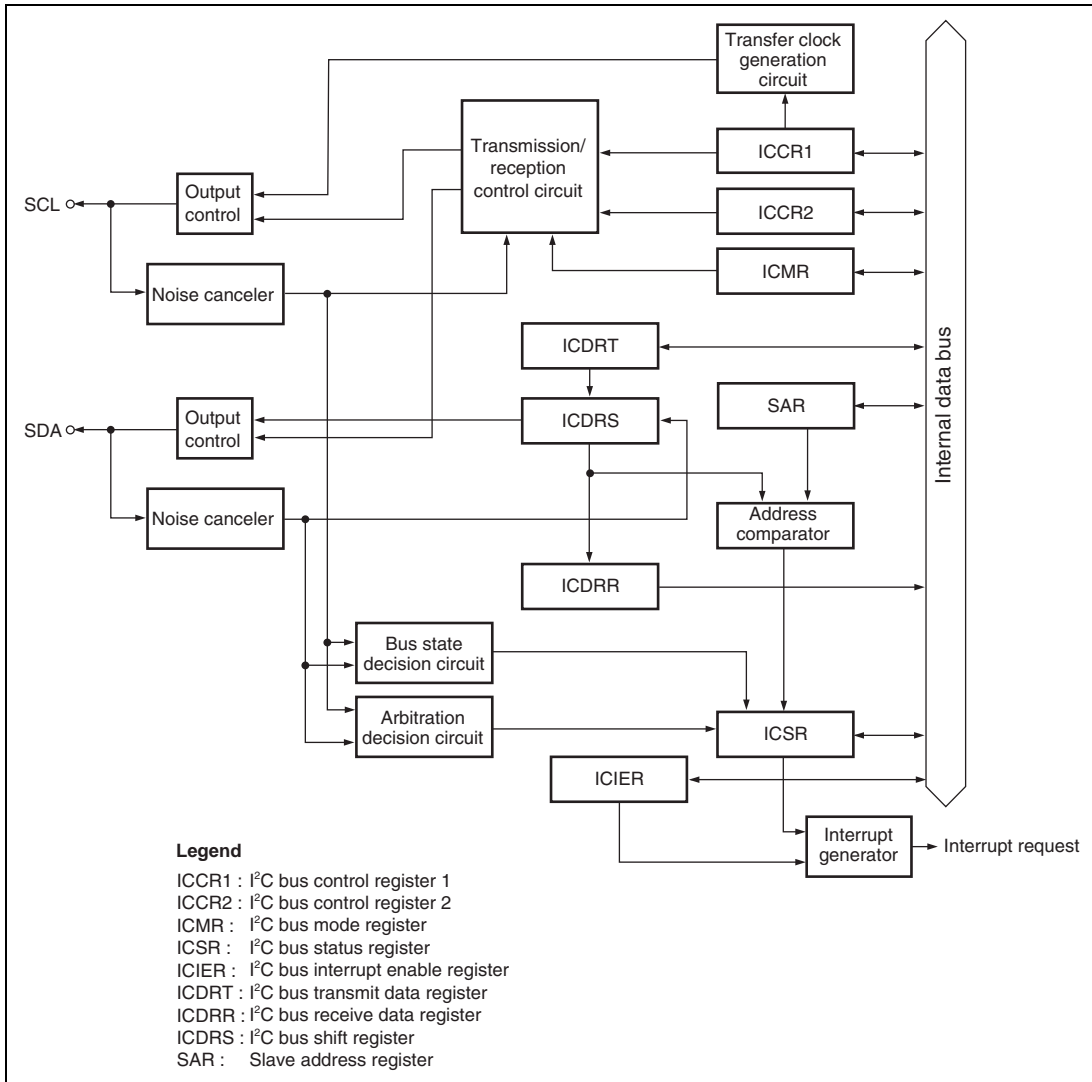 Transfer clock
generation
circuit
Transmission/
reception
control circuit
ICCR1
ICCR2
ICMR
SCL
Output
control
Noise canceler
ICDRT
ICDRS
SAR
SDA
Output
control
Noise canceler
Address
comparator
ICDRR
Internal data bus
Bus state
decision circuit
Arbitration
decision circuit
ICSR
ICIER
Interrupt
generator
Interrupt request
Legend
ICCR1 : I²C bus control register 1
ICCR2 : I²C bus control register 2
ICMR : I²C bus mode register
ICSR : I²C bus status register
ICIER : I²C bus interrupt enable register
ICDRT : I²C bus transmit data register
ICDRR : I²C bus receive data register
ICDRS : I²C bus shift register
SAR : Slave address register